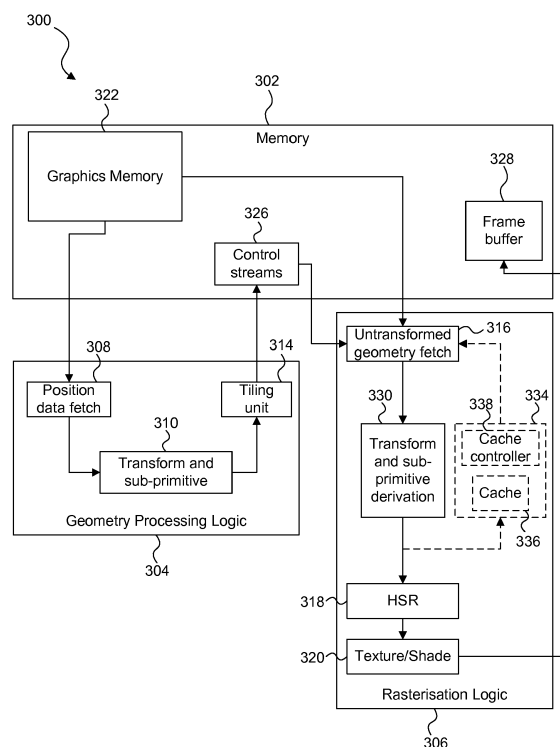 300
302
322
Memory
Graphics Memory
328
Frame
buffer
326
Control
streams
308
Position
data fetch
314
Tiling
unit
310
Transform and
sub-primitive
Geometry Processing Logic
304
Untransformed
geometry fetch
316
330
Transform
and sub-
primitive
derivation
334
338
Cache
controller
Cache
336
318
HSR
320
Texture/Shade
Rasterisation Logic
306